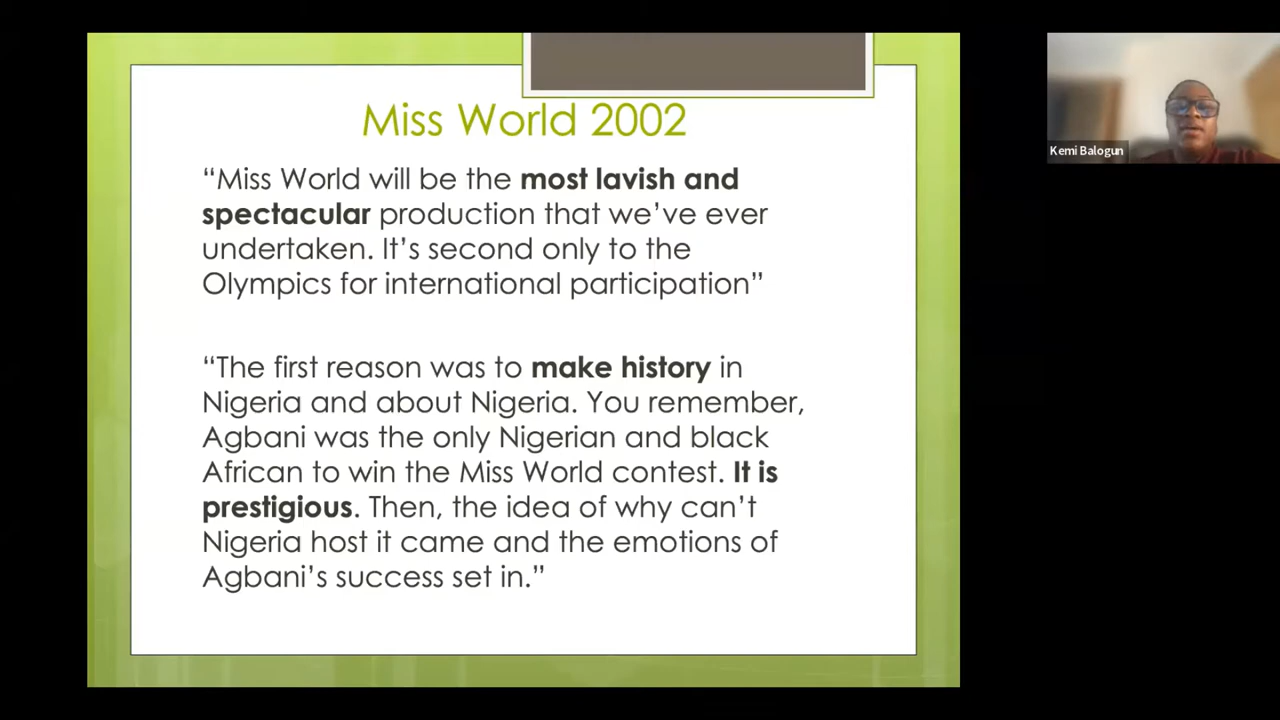 Miss World 2002
“Miss World will be the most lavish and
spectacular production that we’ve ever
undertaken. It’s second only to the
Olympics for international participation”
“The first reason was to make history in
Nigeria and about Nigeria. You remember,
Agbani was the only Nigerian and black
African to win the Miss World contest. It is
prestigious. Then, the idea of why can’t
Nigeria host it came and the emotions of
Agbani’s success set in.”
Kemi Balogun